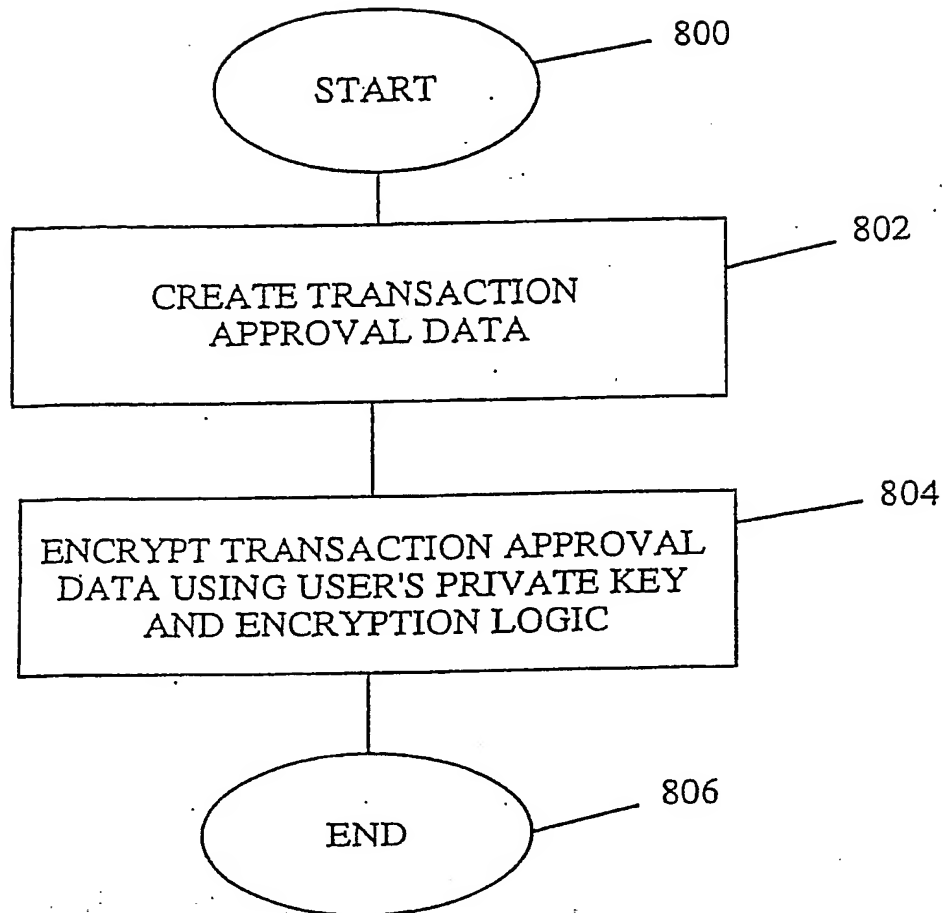 START
800
CREATE TRANSACTION
APPROVAL DATA
802
ENCRYPT TRANSACTION APPROVAL
DATA USING USER'S PRIVATE KEY
AND ENCRYPTION LOGIC
804
END
806